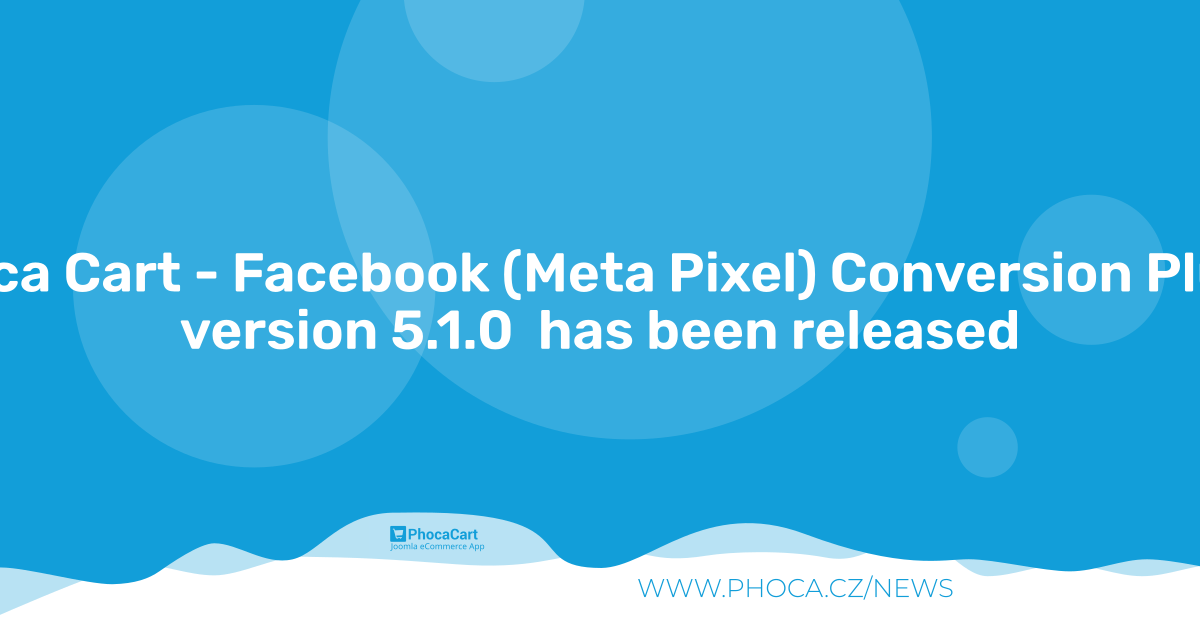 ca Cart - Facebook (Meta Pixel) Conversion Pl
version 5.1.0 has been released
PhocaCart
Joomla eCommerce App
WWW.PHOCA.CZ/NEWS